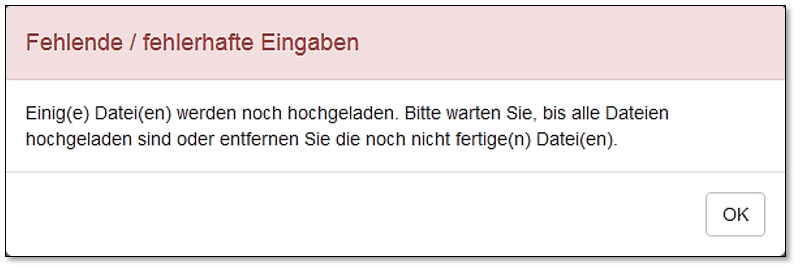 Fehlende / fehlerhafte Eingaben
Einig(e) Datei(en) werden noch hochgeladen. Bitte warten Sie, bis alle Dateien
hochgeladen sind oder entfernen Sie die noch nicht fertige(n) Datei(en).
OK